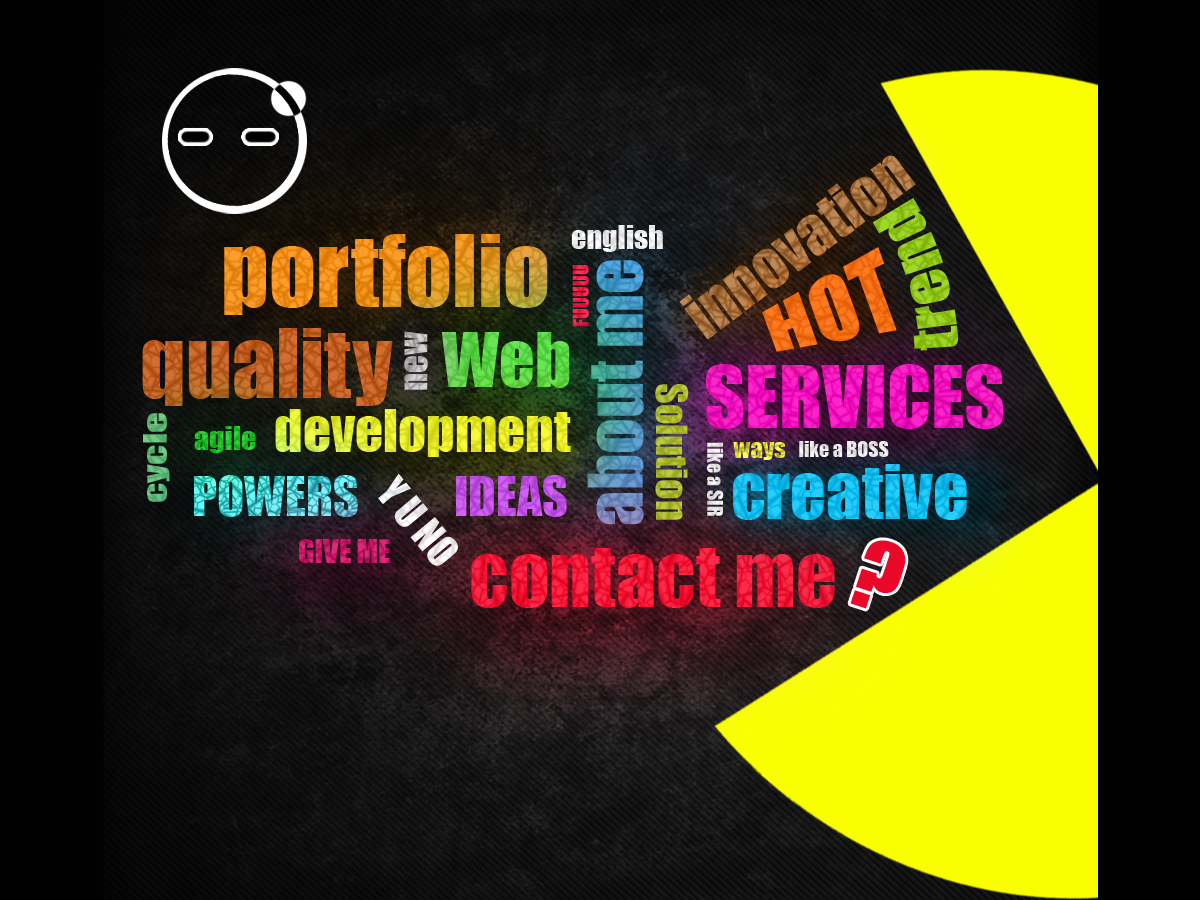 portfolio
english
FUUUUU
about me
innovation
HOT
trend
quality
new
Web
SERVICES
cycle
agile
development
Solution
like a SIR
ways
like a BOSS
creative
POWERS
Y U NO
IDEAS
GIVE ME
contact me
?